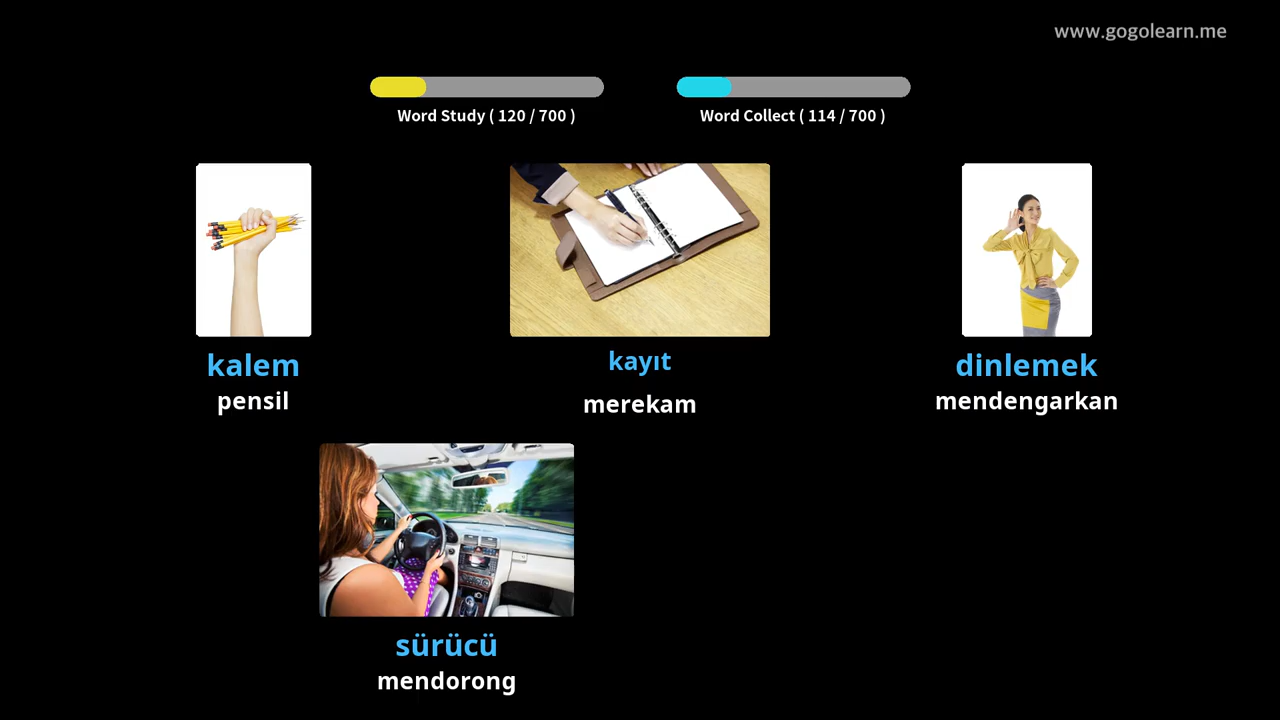 www.gogolearn.me
Word Study ( 120 / 700 )
Word Collect ( 114 / 700 )
kalem
pensil
kayıt
merekam
dinlemek
mendengarkan
sürücü
mendorong